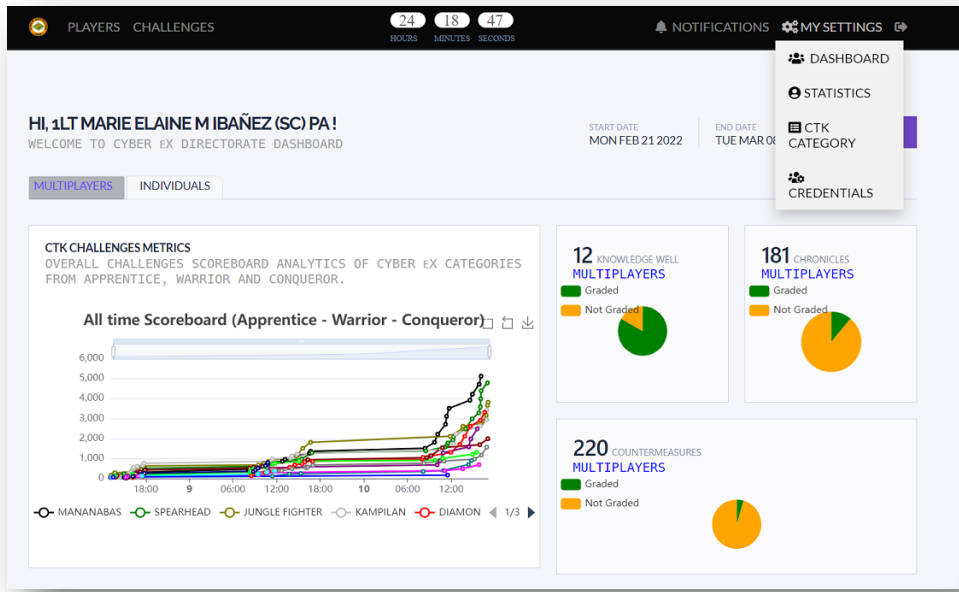 PLAYERS CHALLENGES
24 18 47
HOURS MINUTES SECONDS
NOTIFICATIONS MY SETTINGS
DASHBOARD
STATISTICS
CTK
CATEGORY
CREDENTIALS
HI, 1LT MARIE ELAINE M IBAÑEZ (SC) PA !
WELCOME TO CYBER EX DIRECTORATE DASHBOARD
START DATE
MON FEB 21 2022
END DATE
TUE MAR 08
MULTIPLAYERS INDIVIDUALS
CTK CHALLENGES METRICS
OVERALL CHALLENGES SCOREBOARD ANALYTICS OF CYBER EX CATEGORIES
FROM APPRENTICE, WARRIOR AND CONQUEROR.
All time Scoreboard (Apprentice - Warrior - Conqueror)
6,000
5,000
4,000
3,000
2,000
1,000
0
18:00 9 06:00 12:00 18:00 10 06:00 12:00
MANANABAS SPEARHEAD JUNGLE FIGHTER KAMPILAN DIAMON 1/3
12 KNOWLEDGE WELL
MULTIPLAYERS
Graded
Not Graded
181 CHRONICLES
MULTIPLAYERS
Graded
Not Graded
220 COUNTERMEASURES
MULTIPLAYERS
Graded
Not Graded